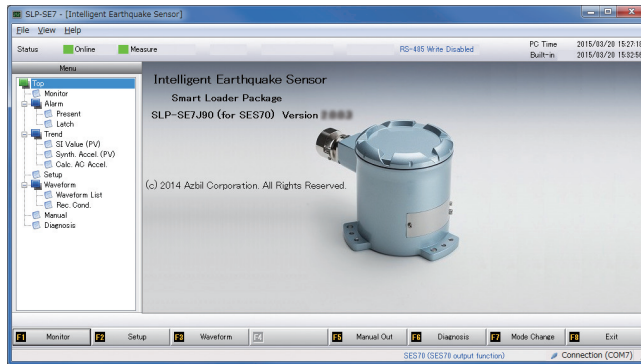 SLP-SE7 - [Intelligent Earthquake Sensor]
File View Help
Status Online Measure RS-485 Write Disabled PC Time 2015/03/20 15:27:18
Built-in 2015/03/20 15:32:56
Menu
Top
Monitor
Alarm
Present
Latch
Trend
SI Value (PV)
Synth. Accel. (PV)
Calc. AC Accel.
Setup
Waveform
Waveform List
Rec. Cond.
Manual
Diagnosis
Intelligent Earthquake Sensor
Smart Loader Package
SLP-SE7J90 (for SES70) Version
(c) 2014 Azbil Corporation. All Rights Reserved.
F1 Monitor F2 Setup F3 Waveform F5 Manual Out F6 Diagnosis F7 Mode Change F8 Exit
SES70 (SES70 output function) Connection (COM7)